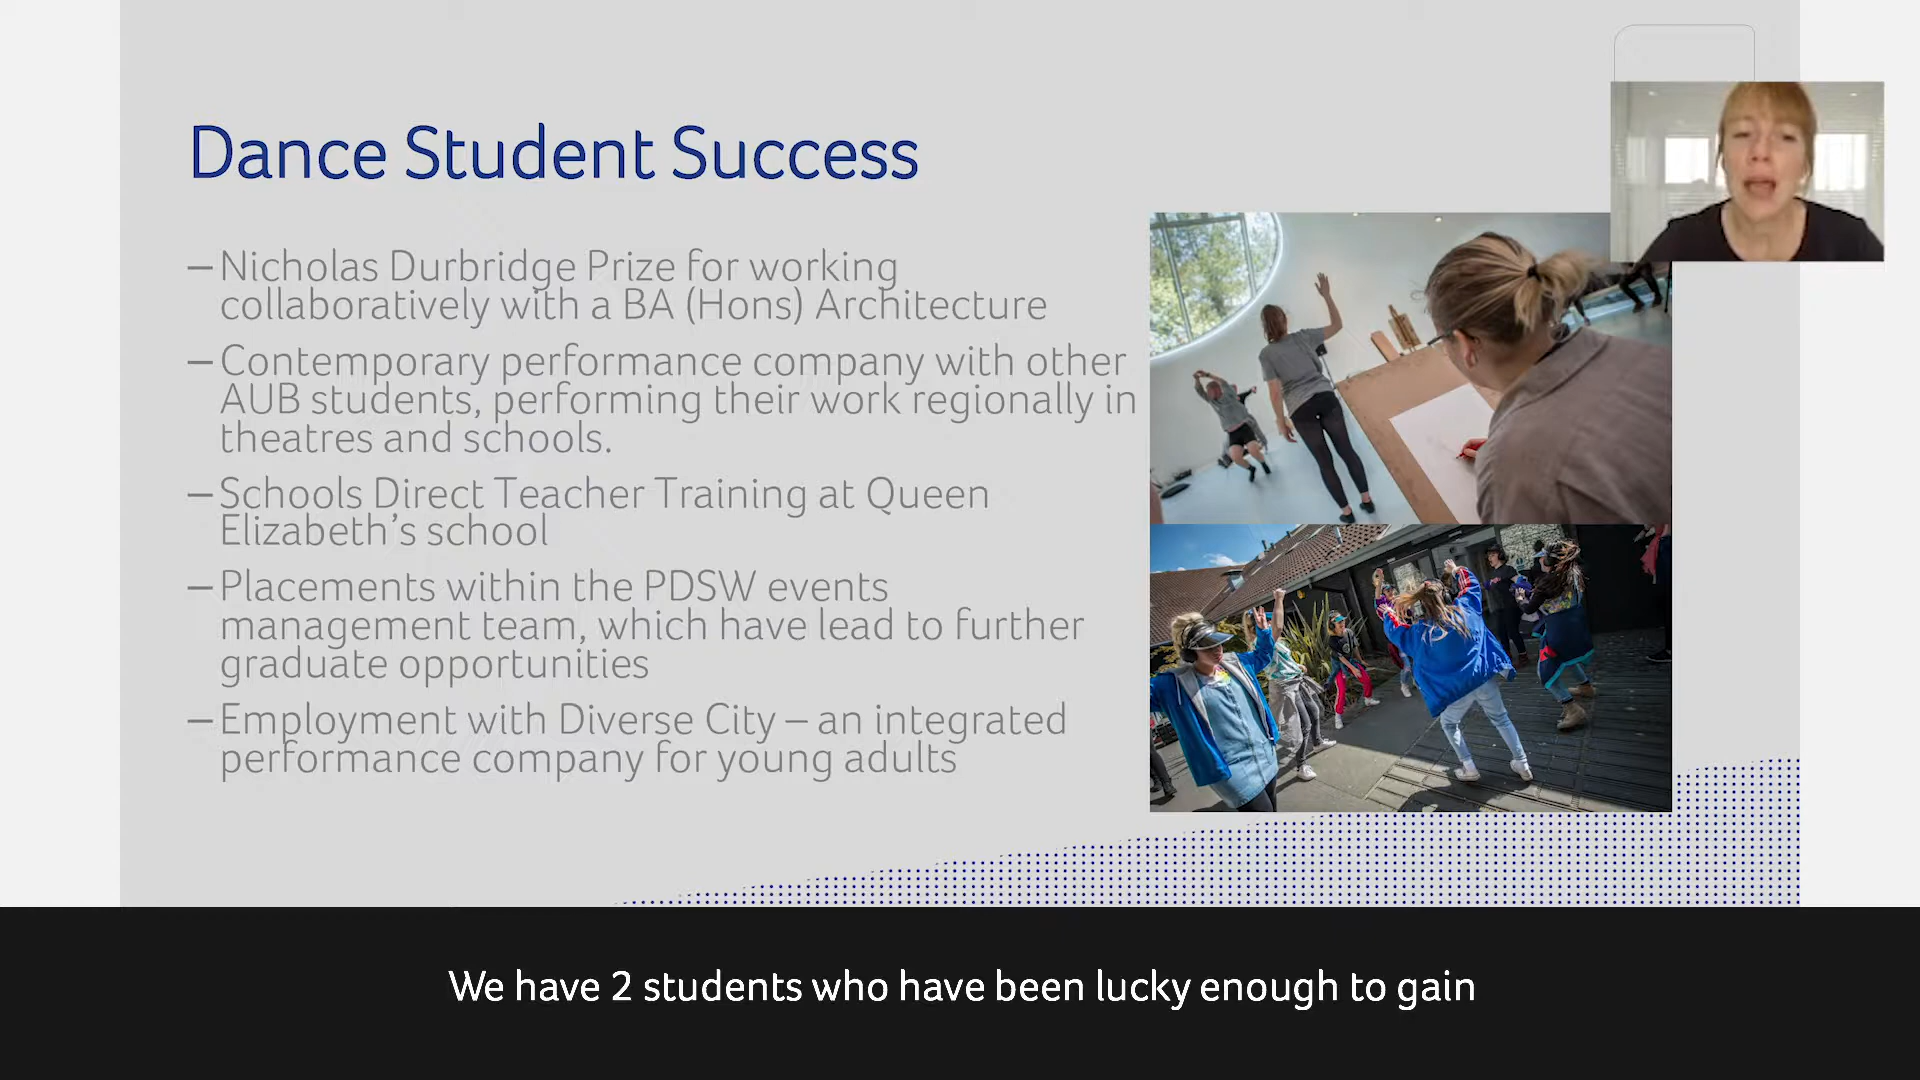 Dance Student Success
—Nicholas Durbridge Prize for working
collaboratively with a BA (Hons) Architecture
—Contemporary performance company with other
AUB students, performing their work regionally in
theatres and schools.
—Schools Direct Teacher Training at Queen
Elizabeth’s school
—Placements within the PDSW events
management team, which have lead to further
graduate opportunities
—Employment with Diverse City – an integrated
performance company for young adults
We have 2 students who have been lucky enough to gain